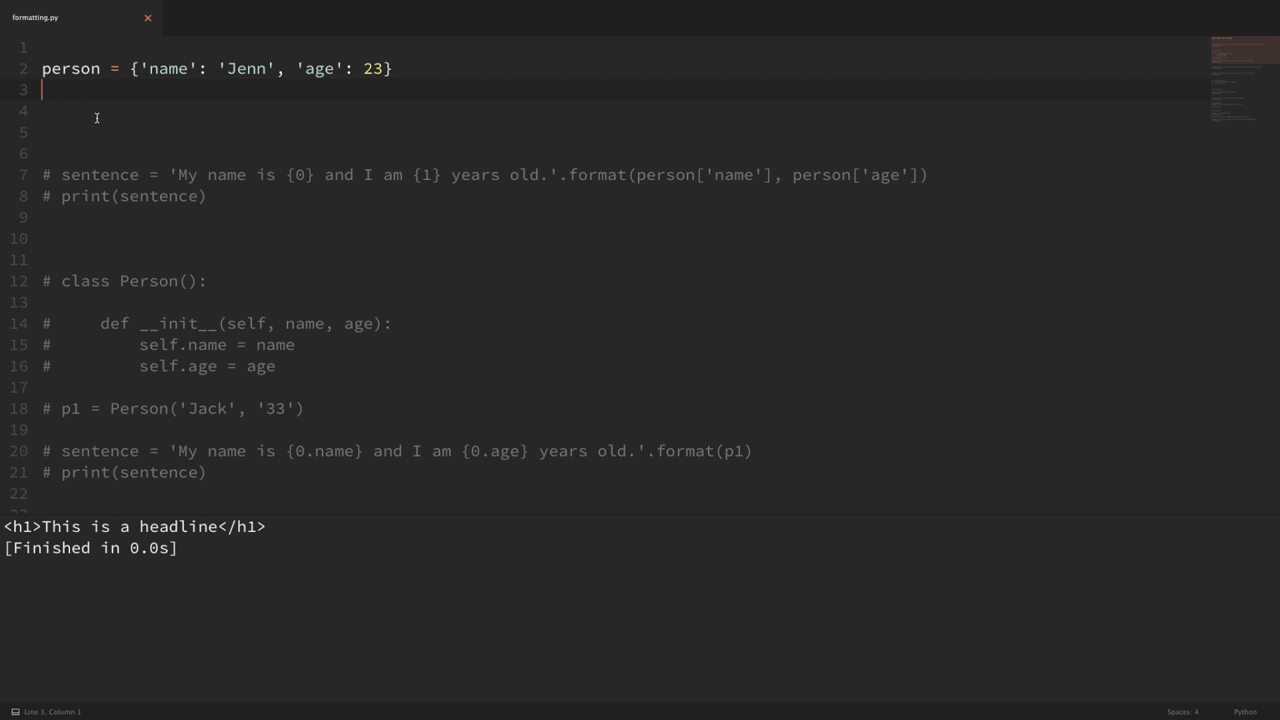 formatting.py
1
2 person = {'name': 'Jenn', 'age': 23}
3
4
5
6
7 # sentence = 'My name is {0} and I am {1} years old.'.format(person['name'], person['age'])
8 # print(sentence)
9
10
11
12 # class Person():
13
14 #     def __init__(self, name, age):
15 #         self.name = name
16 #         self.age = age
17
18 # p1 = Person('Jack', '33')
19
20 # sentence = 'My name is {0.name} and I am {0.age} years old.'.format(p1)
21 # print(sentence)
22
<h1>This is a headline</h1>
[Finished in 0.0s]
Line 3, Column 1 Spaces: 4 Python